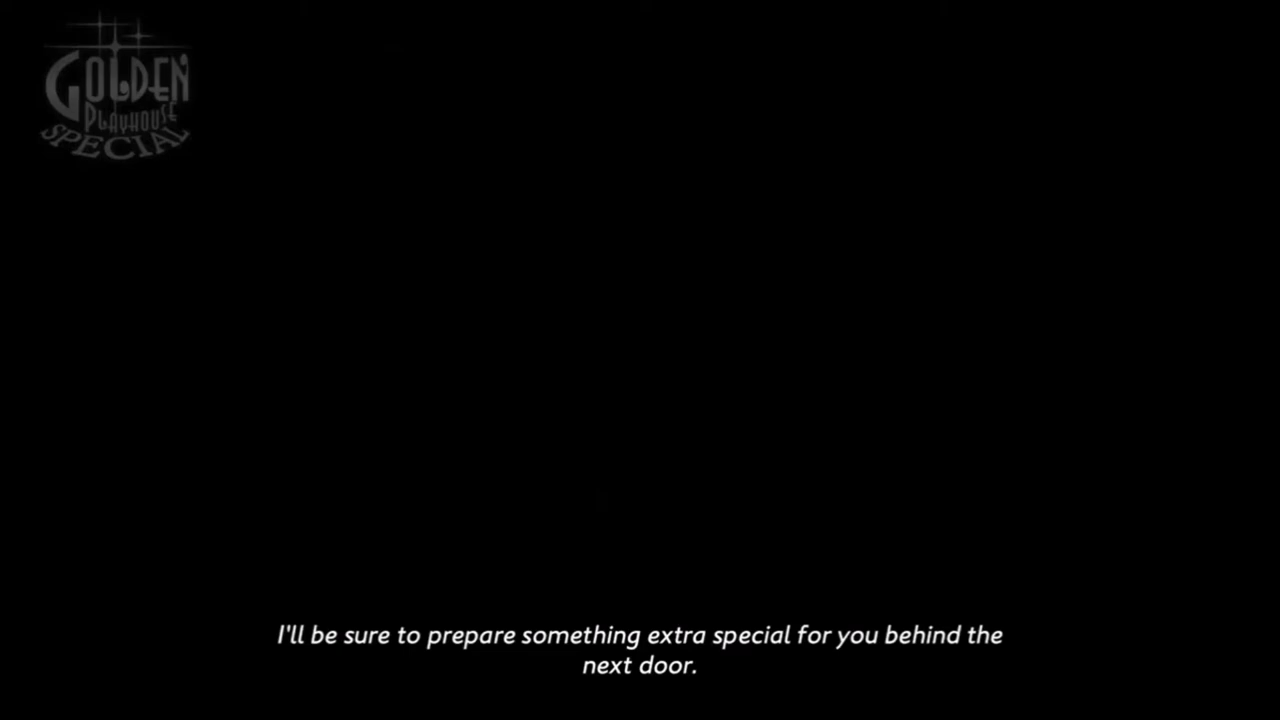 GOLDEN
PLAYHOUSE
SPECIAL
I'll be sure to prepare something extra special for you behind the
next door.